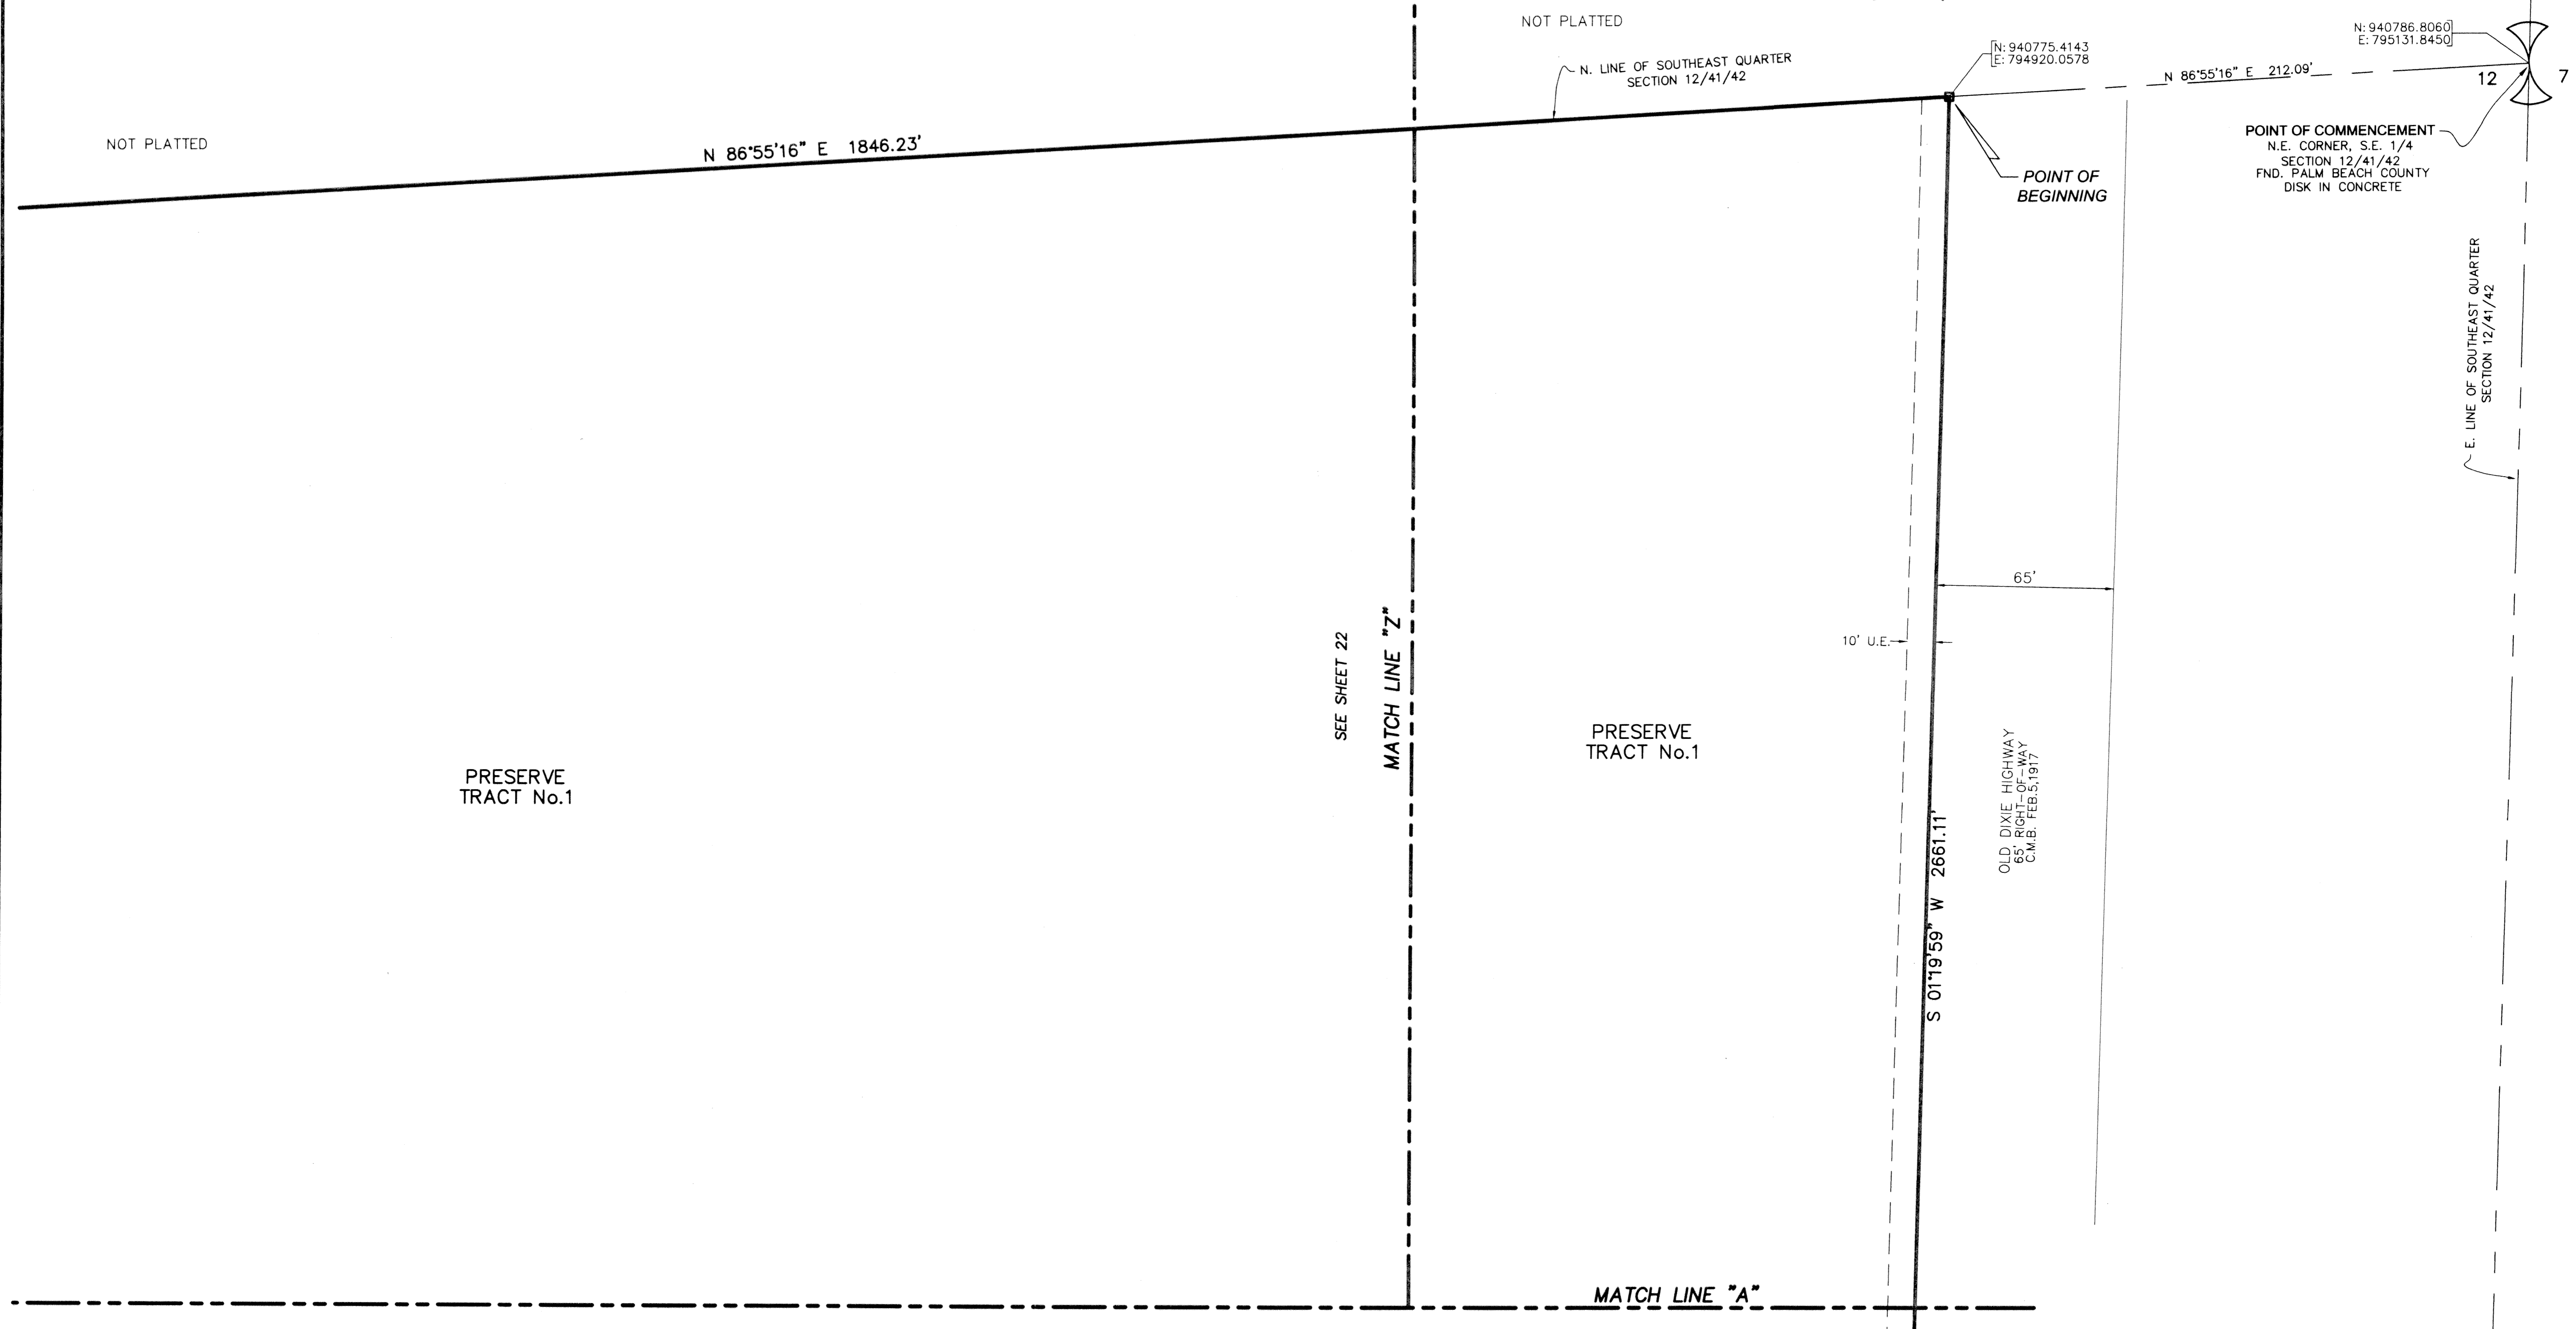 NOT PLATTED
N: 940786.8060
E: 795131.8450
N: 940775.4143
E: 794920.0578
N. LINE OF SOUTHEAST QUARTER
SECTION 12/41/42
N 86°55'16" E 212.09'
12
7
NOT PLATTED
N 86°55'16" E 1846.23'
POINT OF COMMENCEMENT
N.E. CORNER, S.E. 1/4
SECTION 12/41/42
FND. PALM BEACH COUNTY
DISK IN CONCRETE
POINT OF
BEGINNING
E. LINE OF SOUTHEAST QUARTER
SECTION 12/41/42
65'
10' U.E.
SEE SHEET 22
MATCH LINE "Z"
PRESERVE
TRACT No.1
PRESERVE
TRACT No.1
S 01°19'59" W 2661.11'
OLD DIXIE HIGHWAY
65' RIGHT-OF-WAY
C.M.B. FEB.5,1917
MATCH LINE "A"